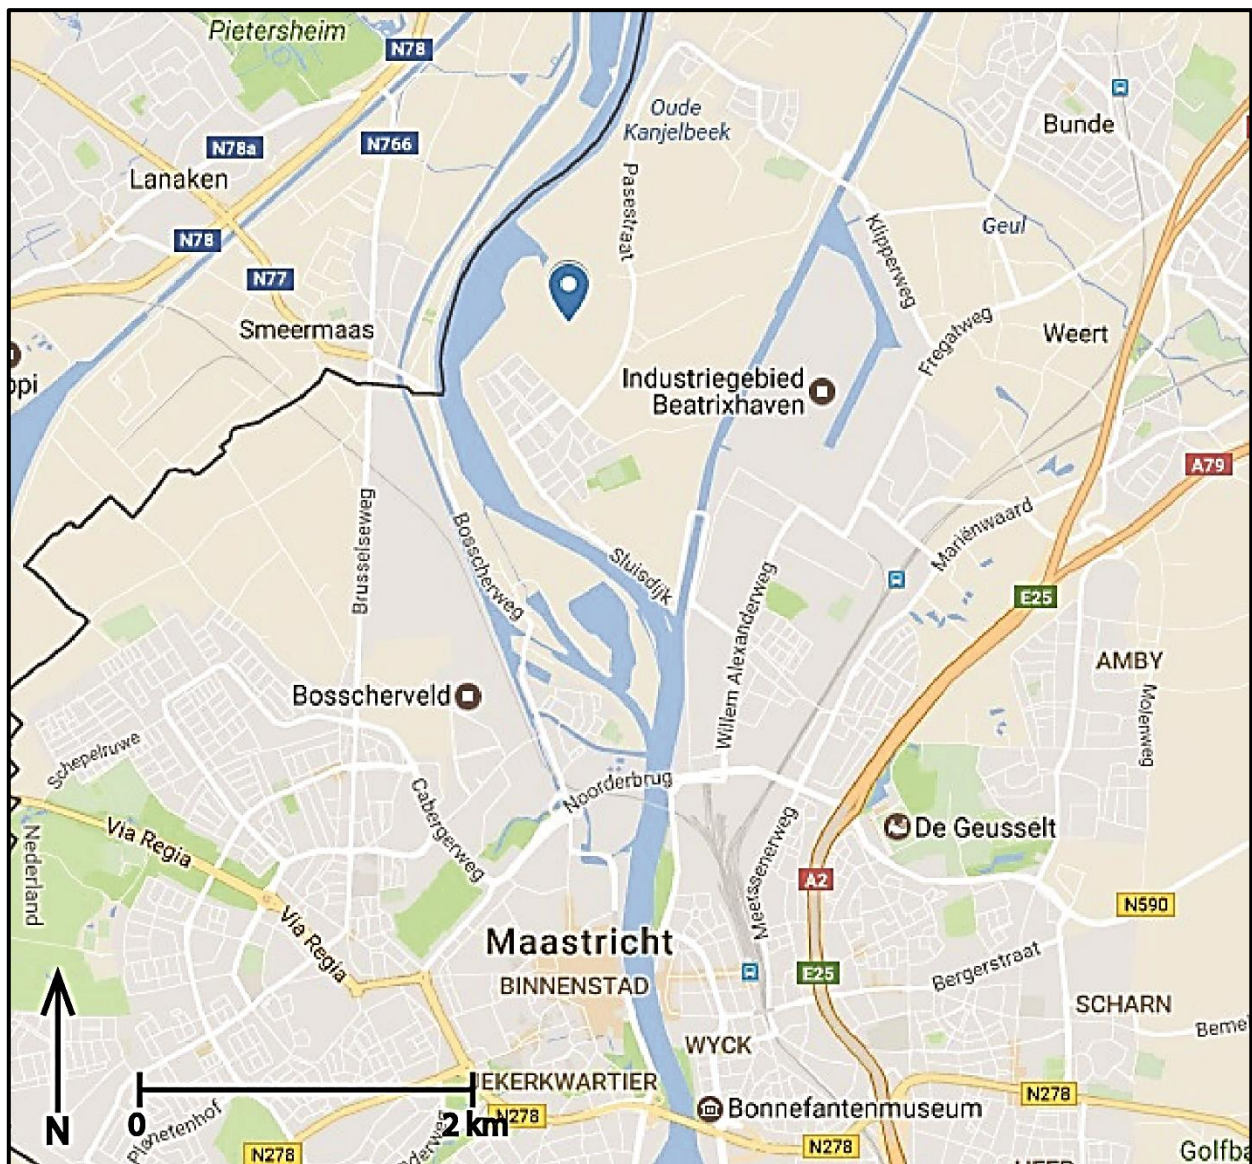 Pietersheim
N78
Oude
Kanjelbeek
Bunde
N78a
N766
Lanaken
Pasestraat
Klipperweg
Geul
N78
N77
Smeermaas
Fregatweg
Weert
Industriegebied
Beatrixhaven
A79
Brusselseweg
Bosscherweg
Sluisdijk
Mariënwaard
Willem Alexanderweg
E25
AMBY
Molenweg
Bosscherveld
Schepelruwe
Noorderbrug
Cabergerweg
Via Regia
Nederland
De Geusselt
Meerssenerweg
A2
N590
Via Regia
Maastricht
BINNENSTAD
E25
Bergerstraat
SCHARN
WYCK
JEKERKWARTIER
N278
Bonnefantenmuseum
N278
N278
N278
N
0
2 km